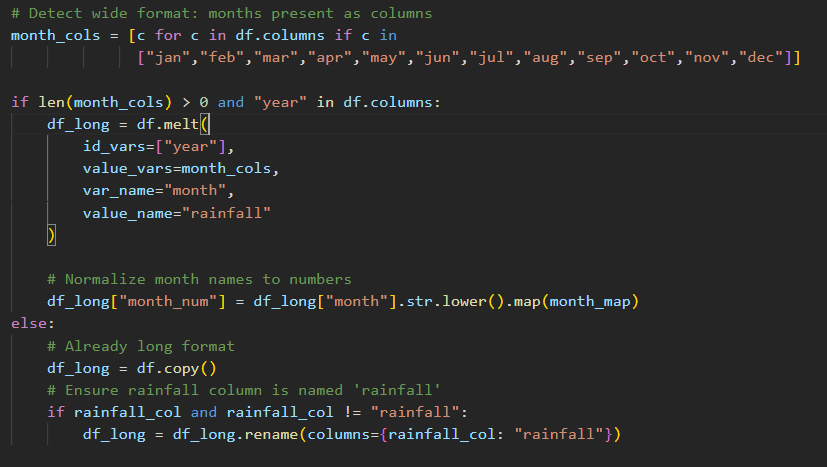 # Detect wide format: months present as columns
month_cols = [c for c in df.columns if c in
["jan","feb","mar","apr","may","jun","jul","aug","sep","oct","nov","dec"]]
if len(month_cols) > 0 and "year" in df.columns:
df_long = df.melt(
id_vars=["year"],
value_vars=month_cols,
var_name="month",
value_name="rainfall"
)
# Normalize month names to numbers
df_long["month_num"] = df_long["month"].str.lower().map(month_map)
else:
# Already long format
df_long = df.copy()
# Ensure rainfall column is named 'rainfall'
if rainfall_col and rainfall_col != "rainfall":
df_long = df_long.rename(columns={rainfall_col: "rainfall"})